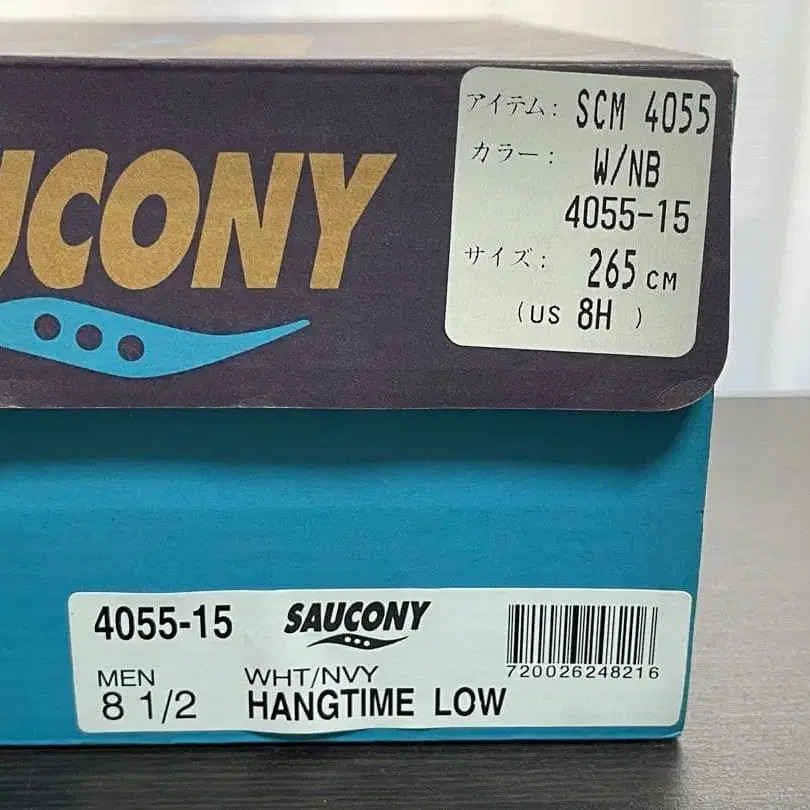 UCONY
アイテム: SCM 4055
カラー: W/NB
4055-15
サイズ: 265 CM
(US 8H )
4055-15 SAUCONY
720026248216
MEN WHT/NVY
8 1/2 HANGTIME LOW